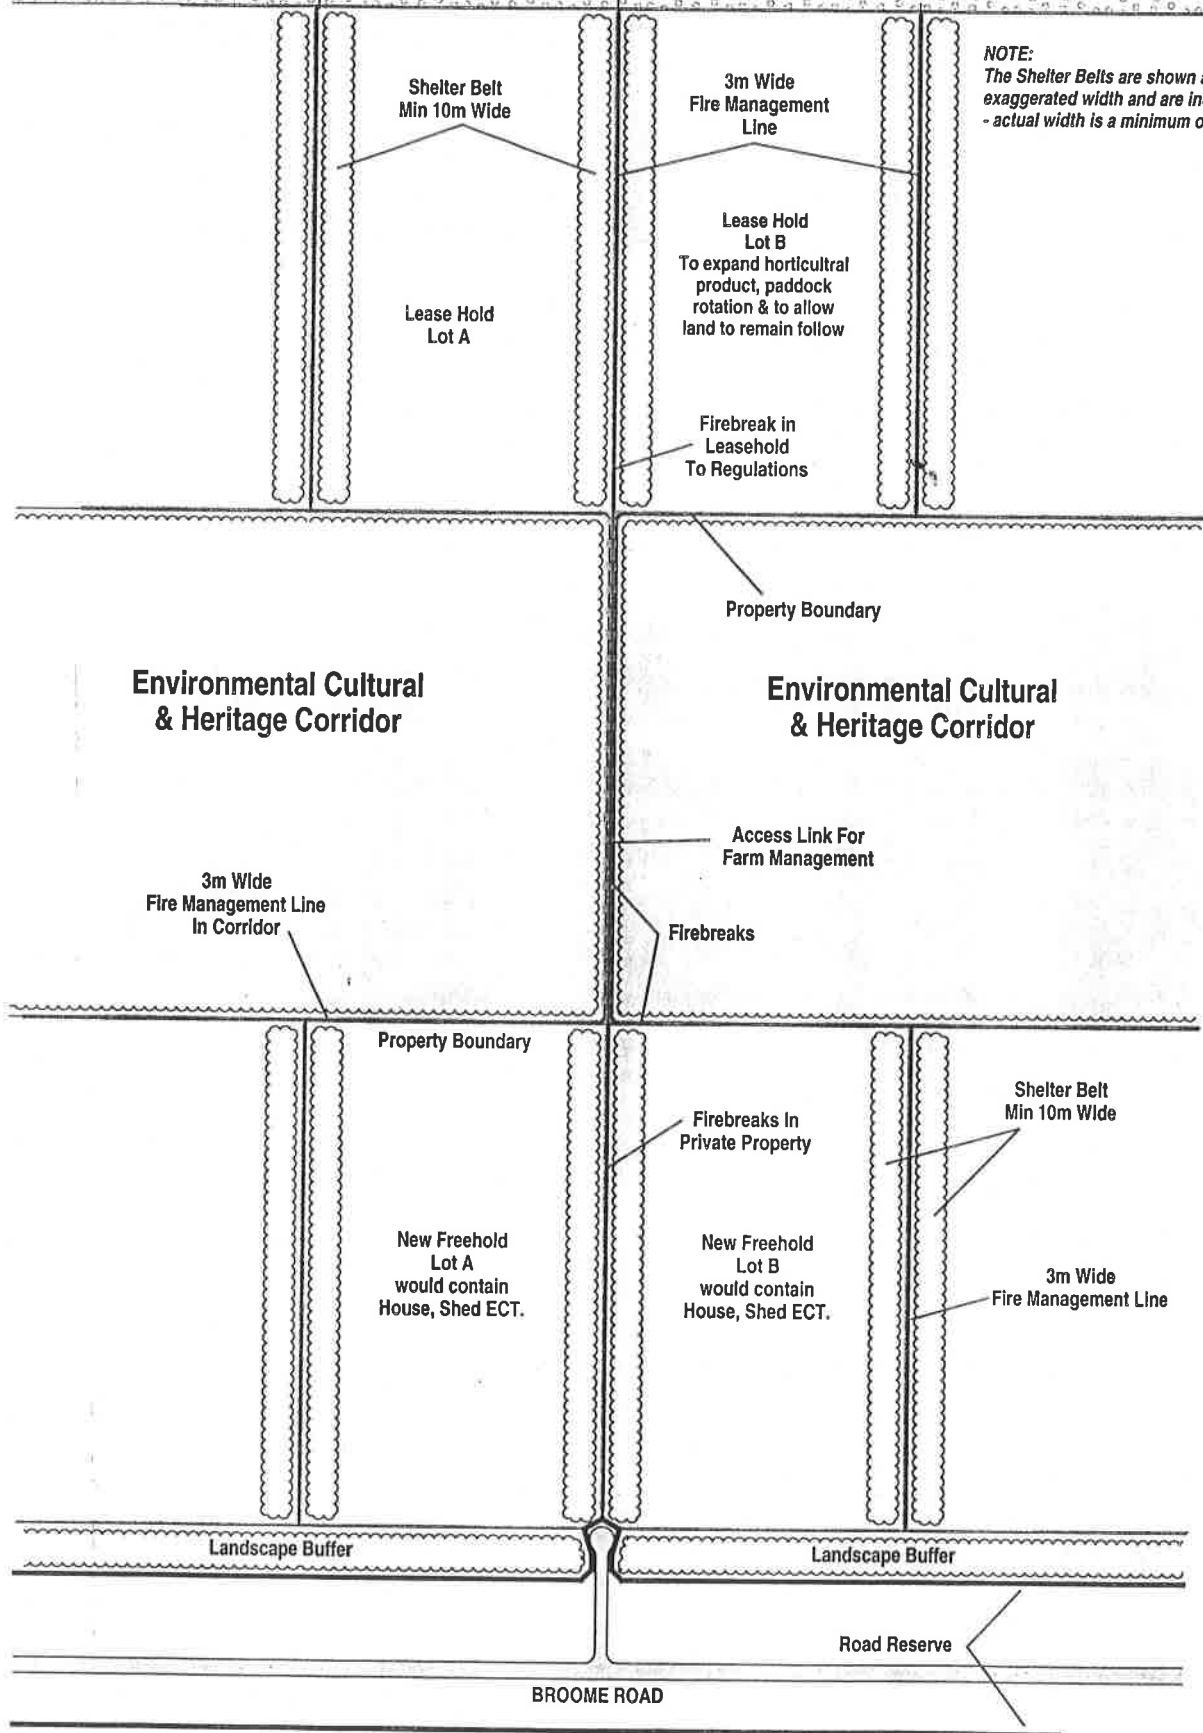 NOTE:
The Shelter Belts are shown
exaggerated width and are
- actual width is a minimum
Shelter Belt
Min 10m Wide
3m Wide
Fire Management
Line
Lease Hold
Lot A
Lease Hold
Lot B
To expand horticultral
product, paddock
rotation & to allow
land to remain follow
Firebreak in
Leasehold
To Regulations
Property Boundary
Environmental Cultural
& Heritage Corridor
Environmental Cultural
& Heritage Corridor
Access Link For
Farm Management
3m Wide
Fire Management Line
In Corridor
Firebreaks
Property Boundary
Shelter Belt
Min 10m Wide
Firebreaks In
Private Property
New Freehold
Lot A
would contain
House, Shed ECT.
New Freehold
Lot B
would contain
House, Shed ECT.
3m Wide
Fire Management Line
Landscape Buffer
Landscape Buffer
Road Reserve
BROOME ROAD